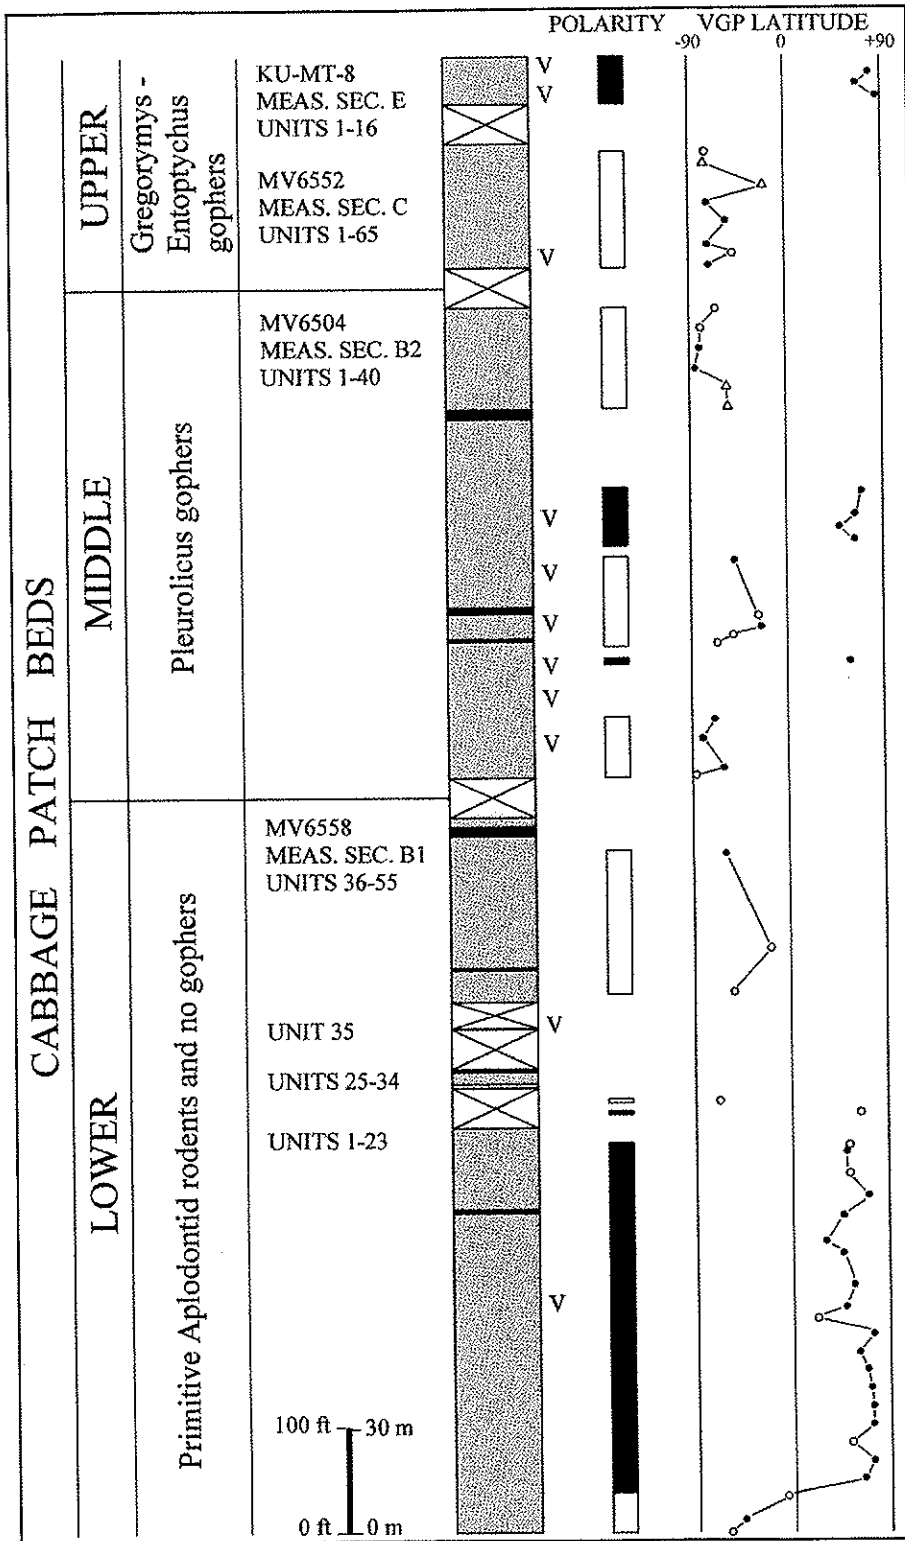 POLARITY VGP LATITUDE
-90 0 +90
CABBAGE PATCH BEDS
UPPER
Gregorymys -
Entoptychus
gophers
KU-MT-8
MEAS. SEC. E
UNITS 1-16
V
V
MV6552
MEAS. SEC. C
UNITS 1-65
V
MIDDLE
Pleurolicus gophers
MV6504
MEAS. SEC. B2
UNITS 1-40
V
V
V
V
V
V
LOWER
Primitive Aplodontid rodents and no gophers
MV6558
MEAS. SEC. B1
UNITS 36-55
UNIT 35
V
UNITS 25-34
UNITS 1-23
V
100 ft 30 m
0 ft 0 m